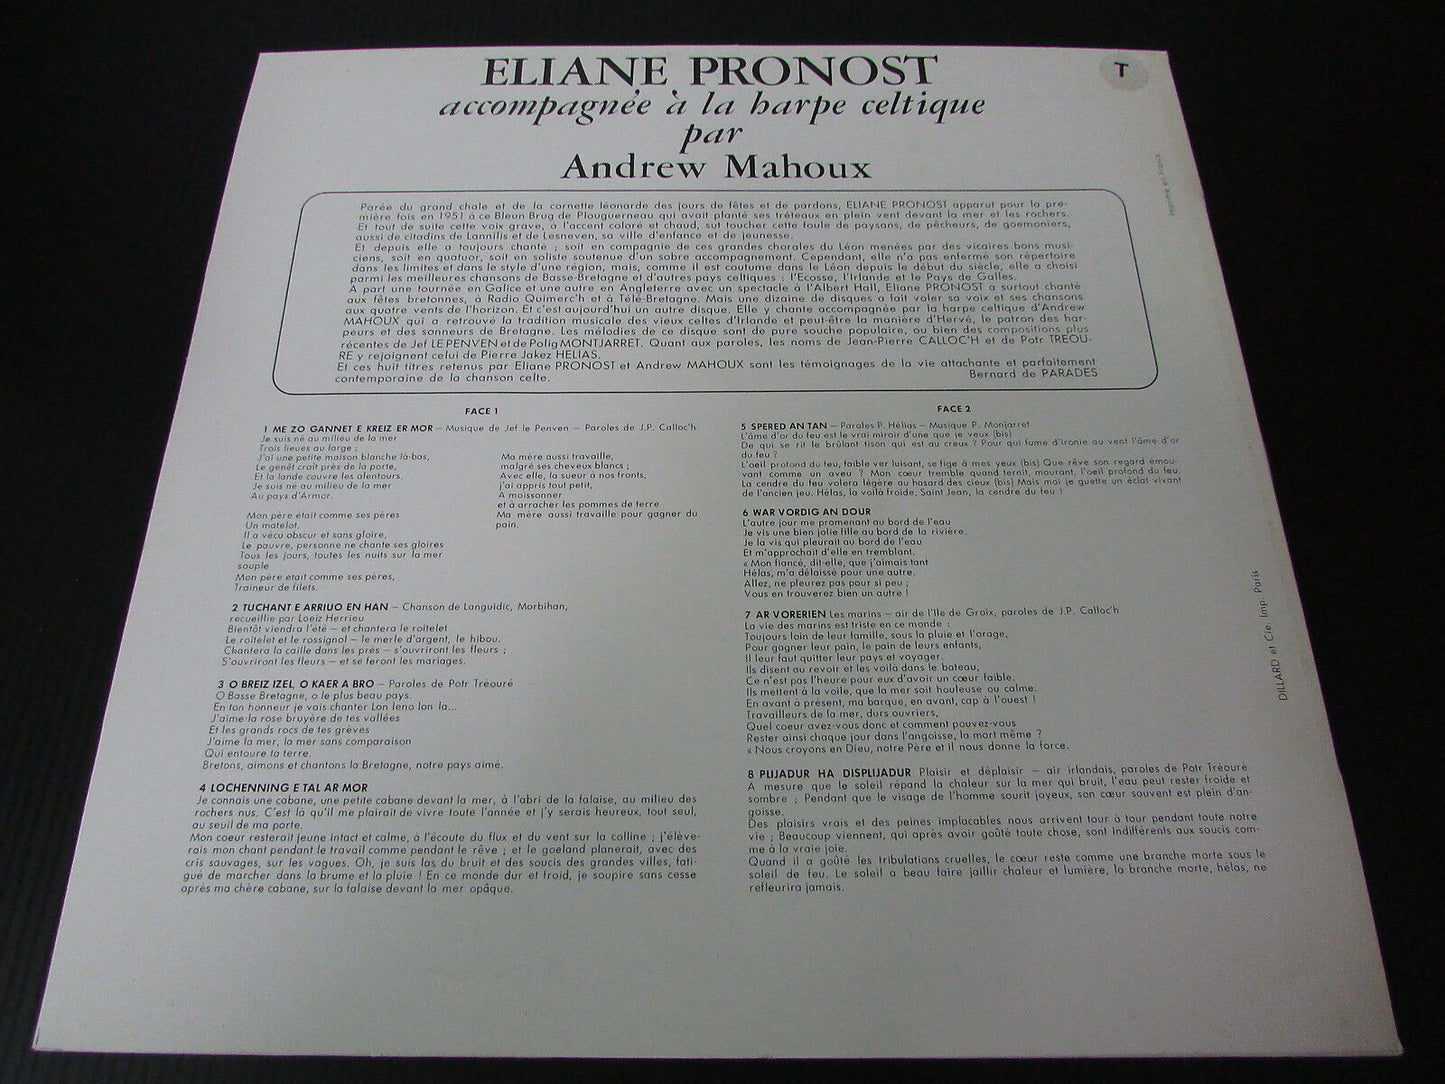 ELIANE PRONOST
T
accompagnée à la harpe celtique
par
Andrew Mahoux
Imprimé en France
Parée du grand chale et de la cornette léonarde des jours de fêtes et de pardons, ELIANE PRONOST apparut pour la pre-
mière fois en 1951 à ce Bleun Brug de Plouguerneau qui avait planté ses tréteaux en plein vent devant la mer et les rochers.
Et tout de suite cette voix grave, à l'accent coloré et chaud, sut toucher cette foule de paysans, de pêcheurs, de goemoniers,
aussi de citadins de Lannilis et de Lesneven, sa ville d'enfance et de jeunesse.
Et depuis elle a toujours chanté ; soit en compagnie de ces grandes chorales du Léon menées par des vicaires bons musi-
ciens, soit en quatuor, soit en soliste soutenue d'un sobre accompagnement. Cependant, elle n'a pas enfermé son répertoire
dans les limites et dans le style d'une région, mais, comme il est coutume dans le Léon depuis le début du siècle, elle a choisi
parmi les meilleures chansons de Basse-Bretagne et d'autres pays celtiques : l'Ecosse, l'Irlande et le Pays de Galles.
A part une tournée en Galice et une autre en Angleterre avec un spectacle à l'Albert Hall, Eliane PRONOST a surtout chanté
aux fêtes bretonnes, à Radio Quimerc'h et à Télé-Bretagne. Mais une dizaine de disques a fait voler sa voix et ses chansons
aux quatre vents de l'horizon. Et c'est aujourd'hui un autre disque. Elle y chante accompagnée par la harpe celtique d'Andrew
MAHOUX qui a retrouvé la tradition musicale des vieux celtes d'Irlande et peut-être la manière d'Hervé, le patron des har-
peurs et des sonneurs de Bretagne. Les mélodies de ce disque sont de pure souche populaire, ou bien des compositions plus
récentes de Jef LE PENVEN et de Polig MONTJARRET. Quant aux paroles, les noms de Jean-Pierre CALLOC'H et de Potr TREOU-
RE y rejoignent celui de Pierre Jakez HELIAS.
Et ces huit titres retenus par Eliane PRONOST et Andrew MAHOUX sont les témoignages de la vie attachante et parfaitement
contemporaine de la chanson celte.
Bernard de PARADES
FACE 1
1 ME ZO GANNET E KREIZ ER MOR – Musique de Jef le Penven – Paroles de J.P. Calloc'h
Je suis né au milieu de la mer
Trois lieues au large ;
J'ai une petite maison blanche là-bas,
Le genêt croit près de la porte,
Et la lande couvre les alentours.
Je suis né au milieu de la mer
Au pays d'Armor.
Mon père était comme ses pères
Un matelot.
Il a vécu obscur et sans gloire,
Le pauvre, personne ne chante ses gloires
Tous les jours, toutes les nuits sur la mer
souple
Mon père était comme ses pères,
Traineur de filets.
Ma mère aussi travaille,
malgré ses cheveux blancs ;
Avec elle, la sueur à nos fronts,
j'ai appris tout petit,
A moissonner
et à arracher les pommes de terre
Ma mère aussi travaille pour gagner du
pain.
2 TUCHANT E ARRIUO EN HAN – Chanson de Languidic, Morbihan,
recueillie par Loeiz Herrieu
Bientôt viendra l'été – et chantera le roitelet
Le roitelet et le rossignol – le merle d'argent, le hibou.
Chantera la caille dans les prés – s'ouvriront les fleurs ;
S'ouvriront les fleurs – et se feront les mariages.
3 O BREIZ IZEL, O KAER A BRO – Paroles de Potr Tréouré
O Basse Bretagne, o le plus beau pays.
En ton honneur je vais chanter Lon leno lon la...
J'aime la rose bruyère de tes vallées
Et les grands rocs de tes grèves
J'aime la mer, la mer sans comparaison
Qui entoure ta terre.
Bretons, aimons et chantons la Bretagne, notre pays aimé.
4 LOCHENNING E TAL AR MOR
Je connais une cabane, une petite cabane devant la mer, à l'abri de la falaise, au milieu des
rochers nus. C'est là qu'il me plairait de vivre toute l'année et j'y serais heureux, tout seul,
au seuil de ma porte.
Mon coeur resterait jeune intact et calme, à l'écoute du flux et du vent sur la colline ; j'élève-
rais mon chant pendant le travail comme pendant le rêve ; et le goeland planerait, avec des
cris sauvages, sur les vagues. Oh, je suis las du bruit et des soucis des grandes villes, fati-
gué de marcher dans la brume et la pluie ! En ce monde dur et froid, je soupire sans cesse
après ma chère cabane, sur la falaise devant la mer opâque.
FACE 2
5 SPERED AN TAN – Paroles P. Hélias – Musique P. Monjarret
L'âme d'or du feu est le vrai miroir d'une que je veux (bis)
De qui se rit le brûlant tison qui est au creux ? Pour qui fume d'ironie au vent l'âme d'or
du feu ?
L'oeil profond du feu, faible ver luisant, se fige à mes yeux (bis) Que rêve son regard émou-
vant comme un aveu ? Mon cœur tremble quand ternit, mourant, l'oeil profond du feu.
La cendre du feu volera légère au hasard des cieux (bis) Mais moi je guette un éclat vivant
de l'ancien jeu. Hélas, la voilà froide, Saint Jean, la cendre du feu !
6 WAR VORDIG AN DOUR
L'autre jour me promenant au bord de l'eau
Je vis une bien jolie fille au bord de la rivière.
Je la vis qui pleurait au bord de l'eau
Et m'approchait d'elle en tremblant.
« Mon fiancé, dit-elle, que j'aimais tant
Hélas, m'a délaissé pour une autre.
Allez, ne pleurez pas pour si peu ;
Vous en trouverez bien un autre !
7 AR VORERIEN Les marins – air de l'Ile de Groix, paroles de J.P. Calloc'h
La vie des marins est triste en ce monde :
Toujours loin de leur famille, sous la pluie et l'orage,
Pour gagner leur pain, le pain de leurs enfants,
Il leur faut quitter leur pays et voyager.
Ils disent au revoir et les voilà dans le bateau,
Ce n'est pas l'heure pour eux d'avoir un cœur faible.
Ils mettent à la voile, que la mer soit houleuse ou calme.
En avant à présent, ma barque, en avant, cap à l'ouest !
Travailleurs de la mer, durs ouvriers,
Quel coeur avez-vous donc et comment pouvez-vous
Rester ainsi chaque jour dans l'angoisse, la mort même ?
« Nous croyons en Dieu, notre Père et il nous donne la force.
8 PLIJADUR HA DISPLIJADUR Plaisir et déplaisir – air irlandais, paroles de Potr Tréouré
A mesure que le soleil répand la chaleur sur la mer qui bruit, l'eau peut rester froide et
sombre ; Pendant que le visage de l'homme sourit joyeux, son cœur souvent est plein d'an-
goisse.
Des plaisirs vrais et des peines implacables nous arrivent tour à tour pendant toute notre
vie ; Beaucoup viennent, qui après avoir goûté toute chose, sont indifférents aux soucis com-
me à la vraie joie.
Quand il a goûté les tribulations cruelles, le cœur reste comme une branche morte sous le
soleil de feu. Le soleil a beau faire jaillir chaleur et lumière, la branche morte, hélas, ne
refleurira jamais.
DILLARD et Cie. Imp. Paris